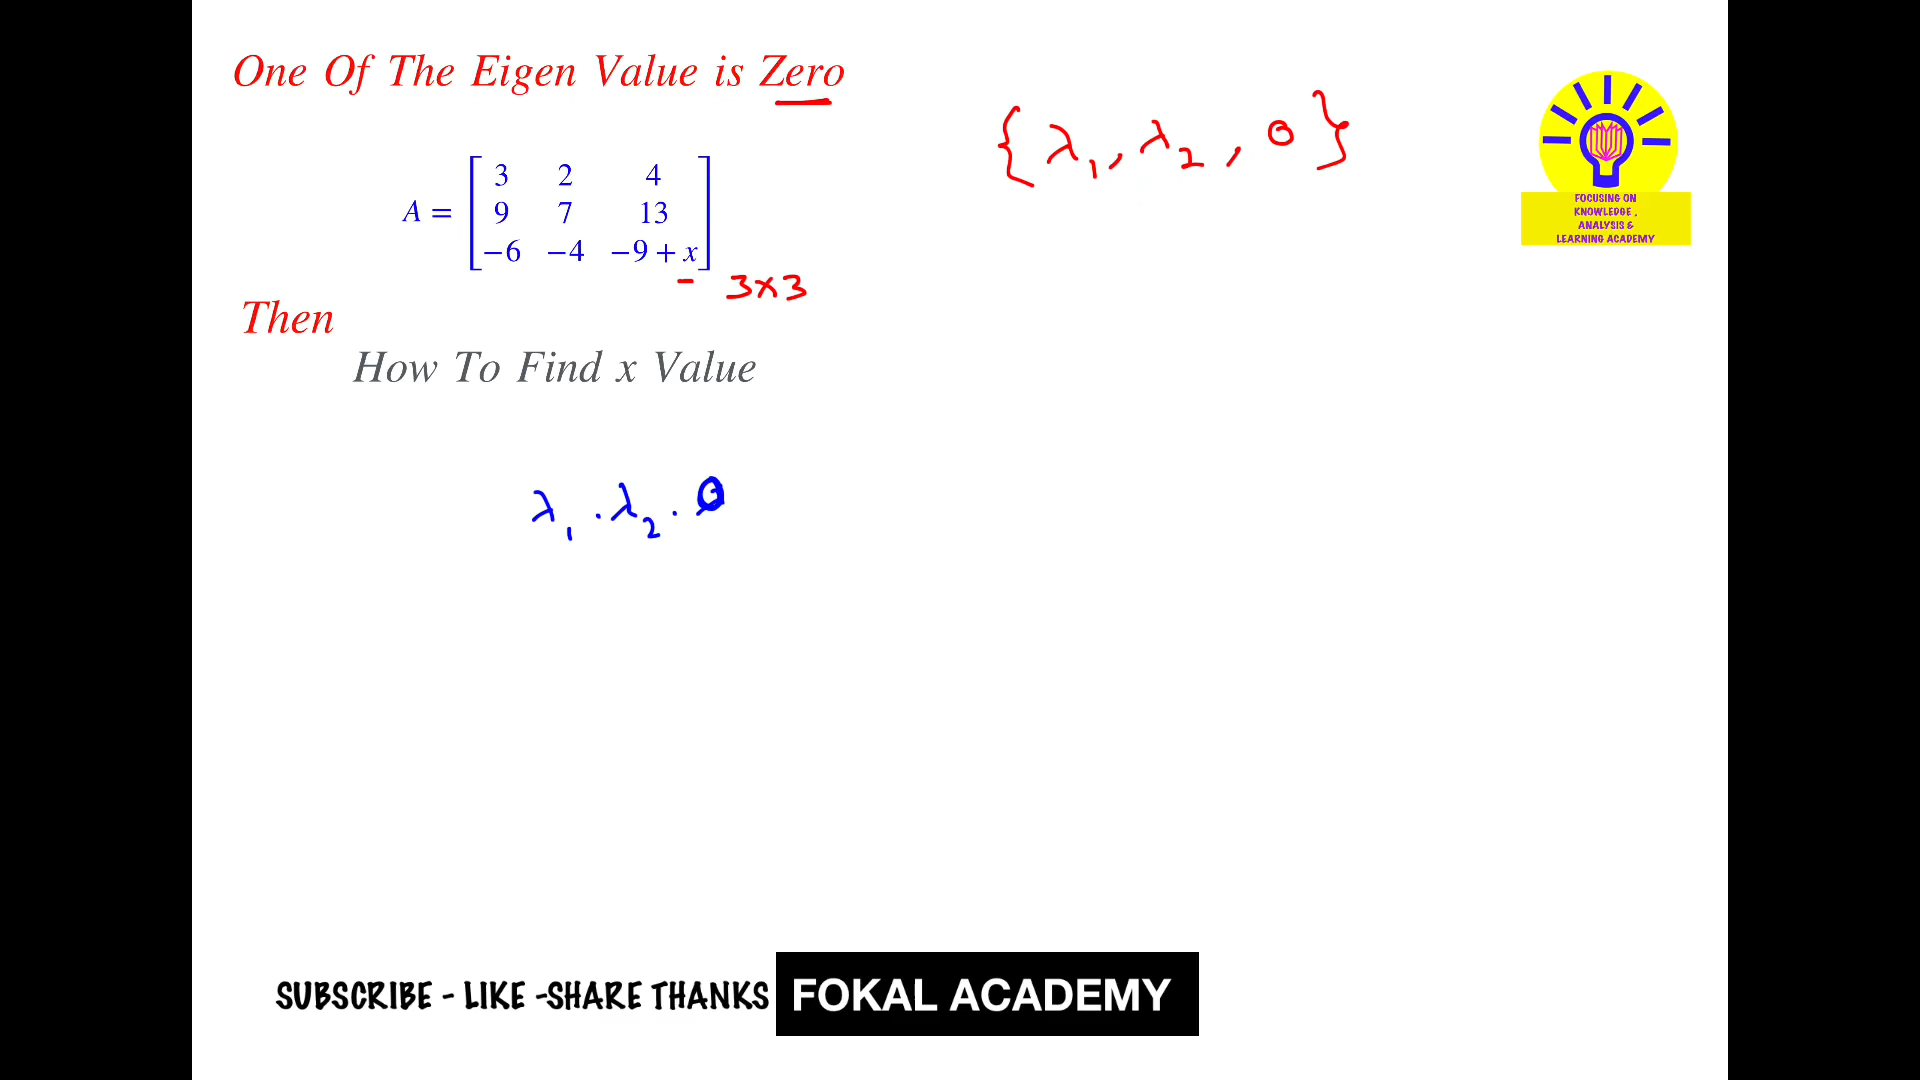 One Of The Eigen Value is Zero
{ λ₁ , λ₂ , 0 }
A = [ 3 2 4
9 7 13
−6 −4 −9 + x ]
3×3
FOCUSING ON
KNOWLEDGE ,
ANALYSIS &
LEARNING ACADEMY
Then
How To Find x Value
λ₁ . λ₂ . 0
SUBSCRIBE - LIKE -SHARE THANKS
FOKAL ACADEMY